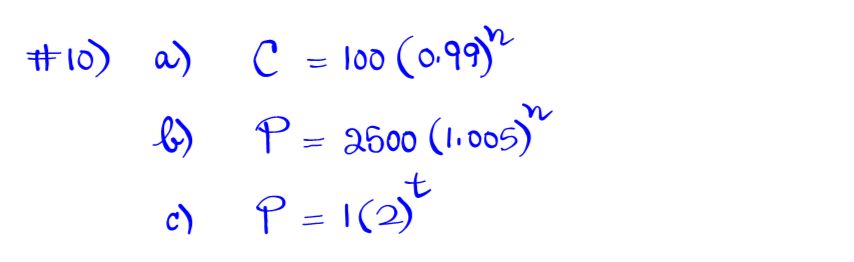 #10) a) C = 100 (0.99)ⁿ
b) P = 2500 (1.005)ⁿ
c) P = 1(2)ᵗ